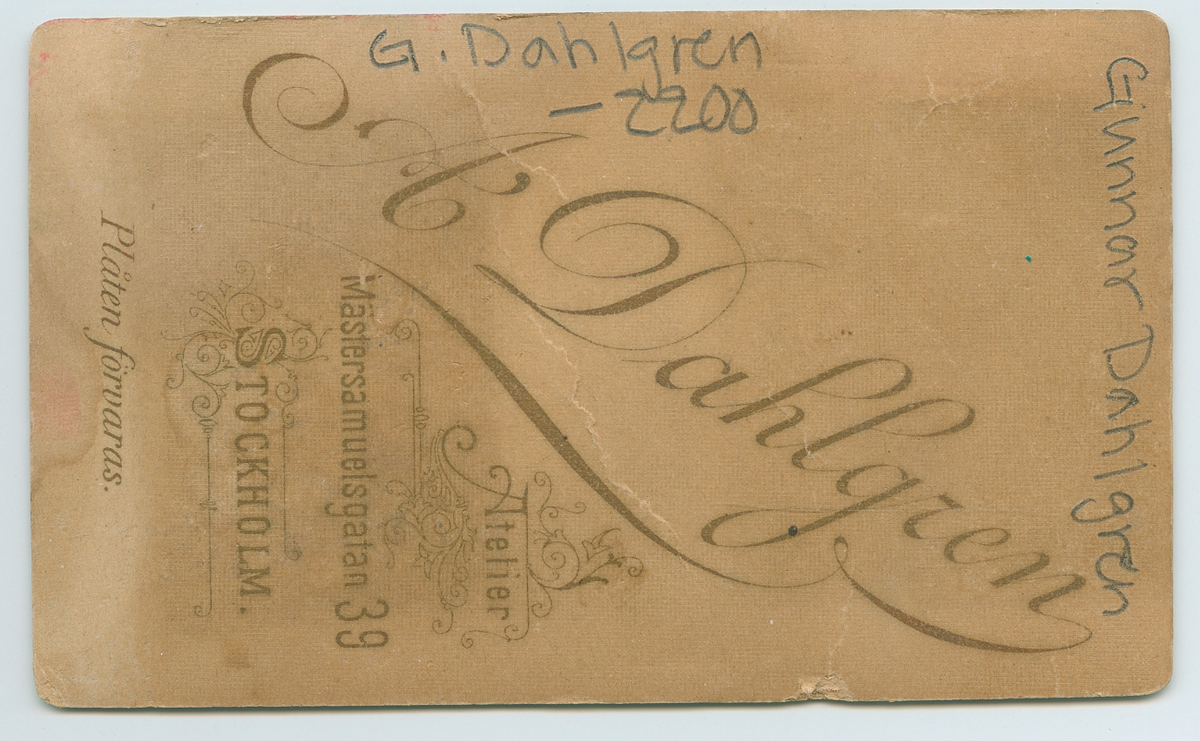 G. Dahlgren
- 2200
Gunnar Dahlgren
A Dahlgren
Atelier
Mästersamuelsgatan 39
STOCKHOLM.
Plåten förvaras.